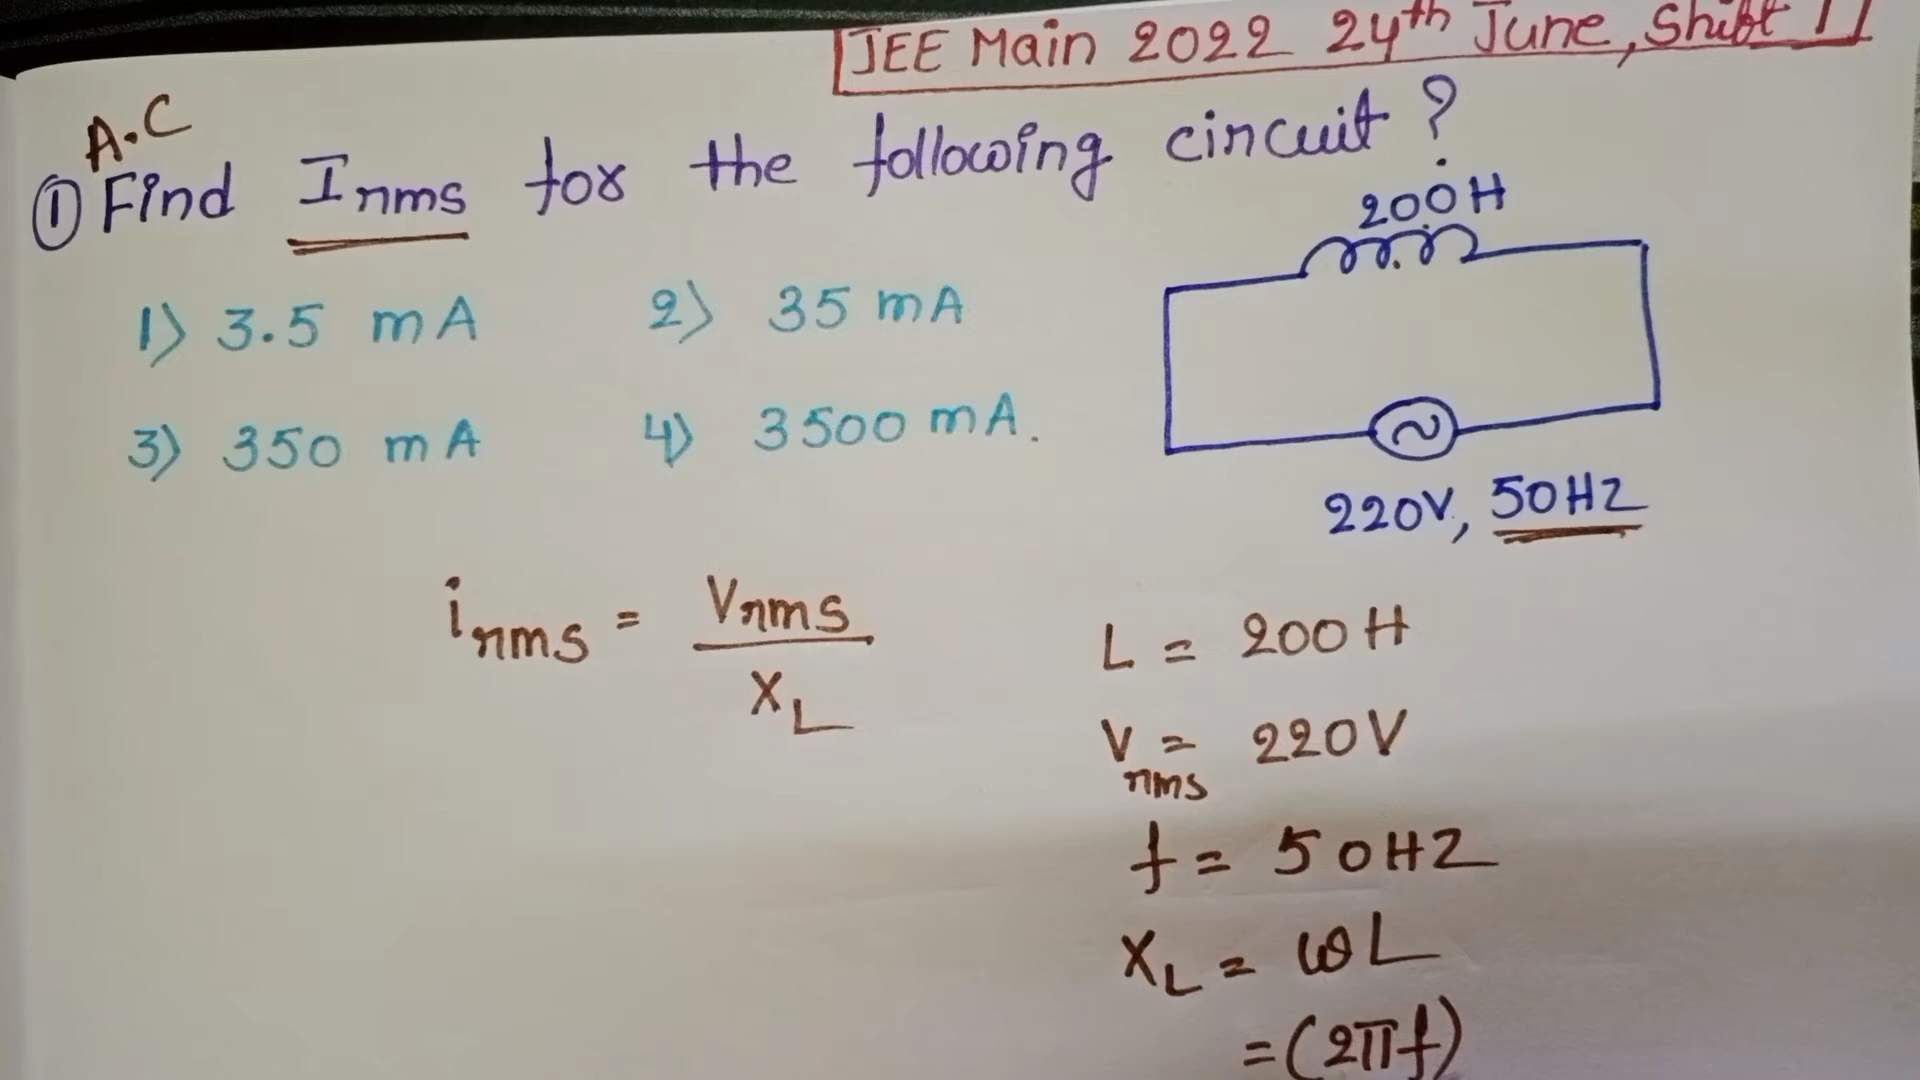 JEE Main 2022 24th June, Shift 1
A.C
① Find Irms for the following circuit ?
200H
1) 3.5 mA 2) 35 mA
3) 350 mA 4) 3500 mA.
220V, 50HZ
irms = Vrms / XL
L = 200H
Vrms = 220V
f = 50HZ
XL = ωL
= (2πf)